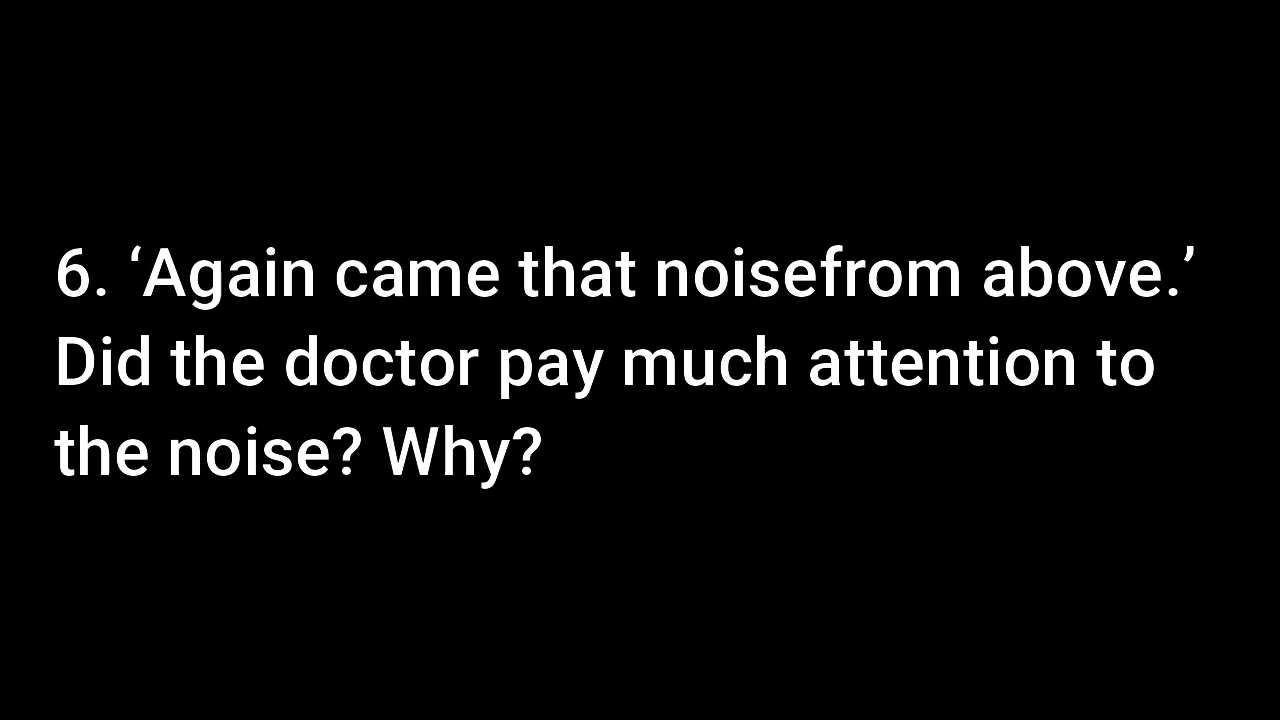 6. ‘Again came that noisefrom above.’
Did the doctor pay much attention to
the noise? Why?